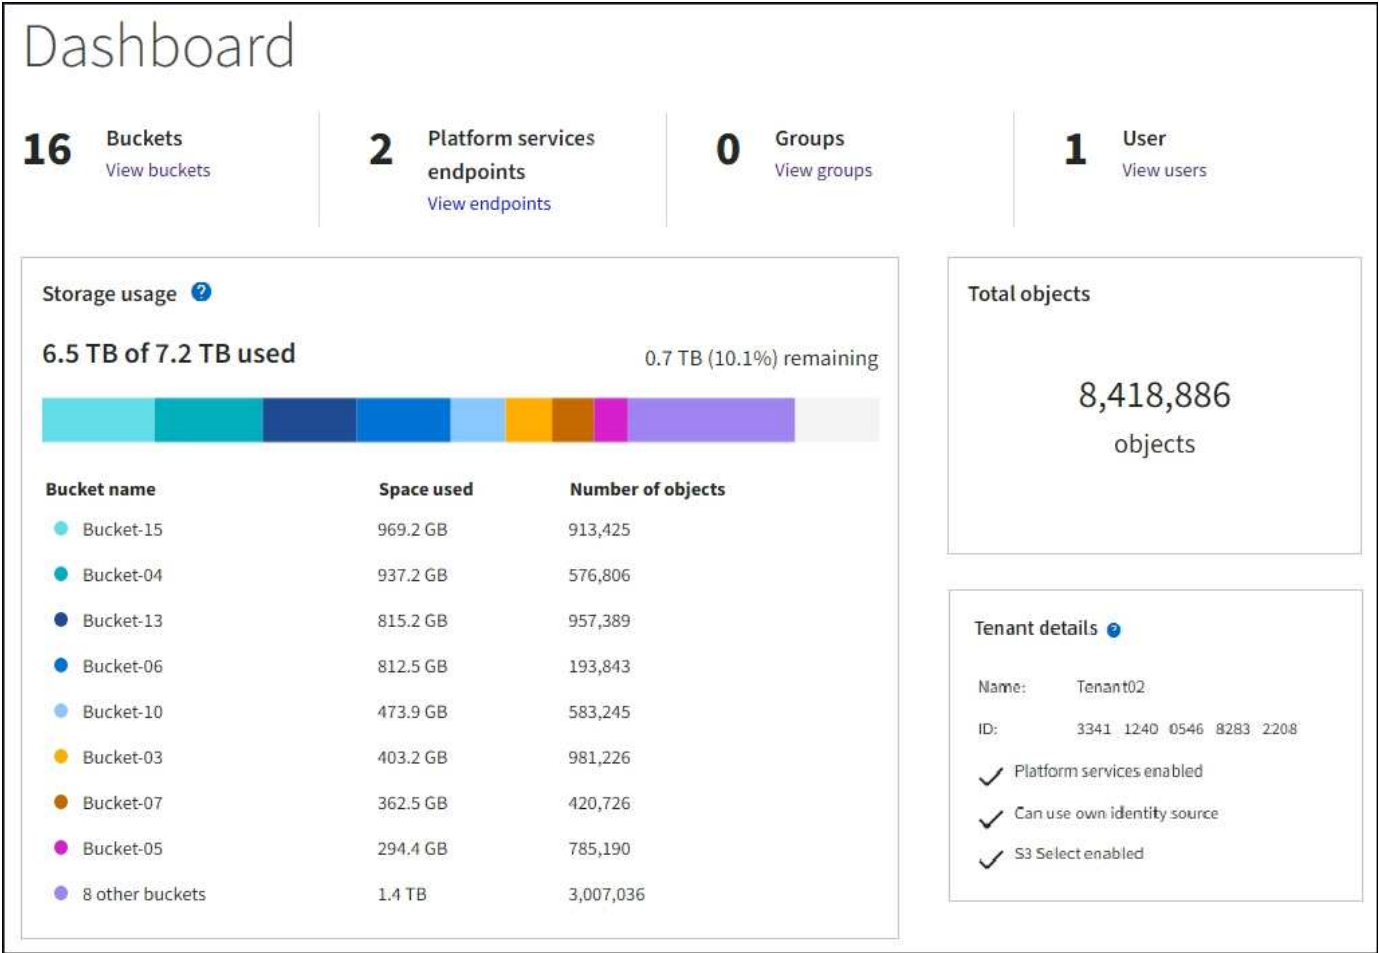 Dashboard
16 Buckets
View buckets
2 Platform services
endpoints
View endpoints
0 Groups
View groups
1 User
View users
Storage usage ?
6.5 TB of 7.2 TB used
0.7 TB (10.1%) remaining
Bucket name Space used Number of objects
Bucket-15 969.2 GB 913,425
Bucket-04 937.2 GB 576,806
Bucket-13 815.2 GB 957,389
Bucket-06 812.5 GB 193,843
Bucket-10 473.9 GB 583,245
Bucket-03 403.2 GB 981,226
Bucket-07 362.5 GB 420,726
Bucket-05 294.4 GB 785,190
8 other buckets 1.4 TB 3,007,036
Total objects
8,418,886
objects
Tenant details ?
Name: Tenant02
ID: 3341 1240 0546 8283 2208
Platform services enabled
Can use own identity source
S3 Select enabled